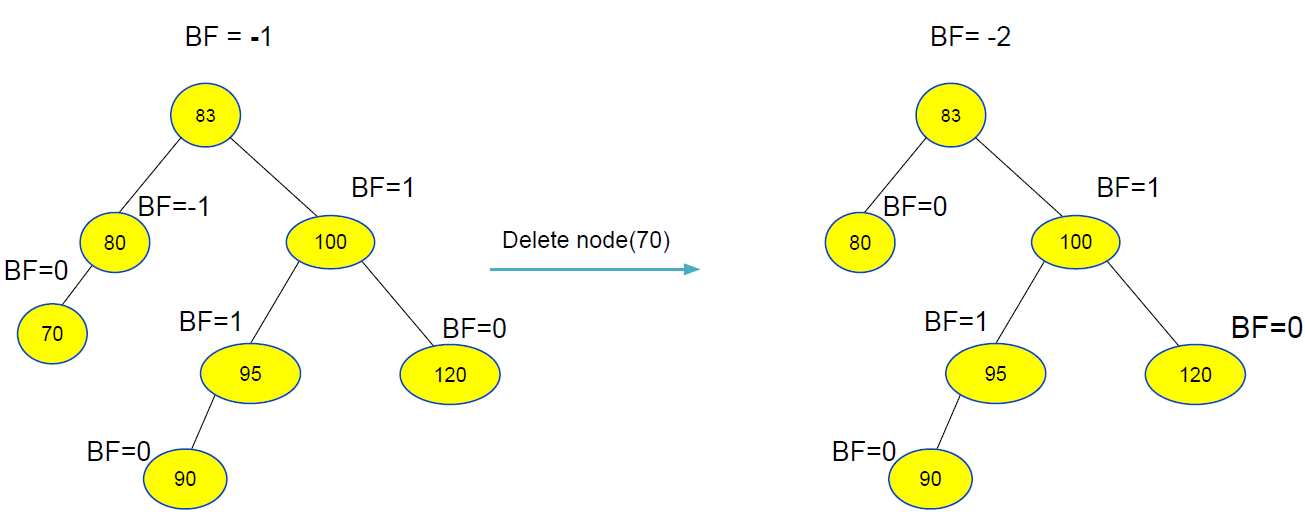 BF = -1
83
BF=-1
80
BF=1
100
BF=0
70
BF=1
95
BF=0
120
BF=0
90
Delete node(70)
BF= -2
83
BF=0
80
BF=1
100
BF=1
95
BF=0
120
BF=0
90